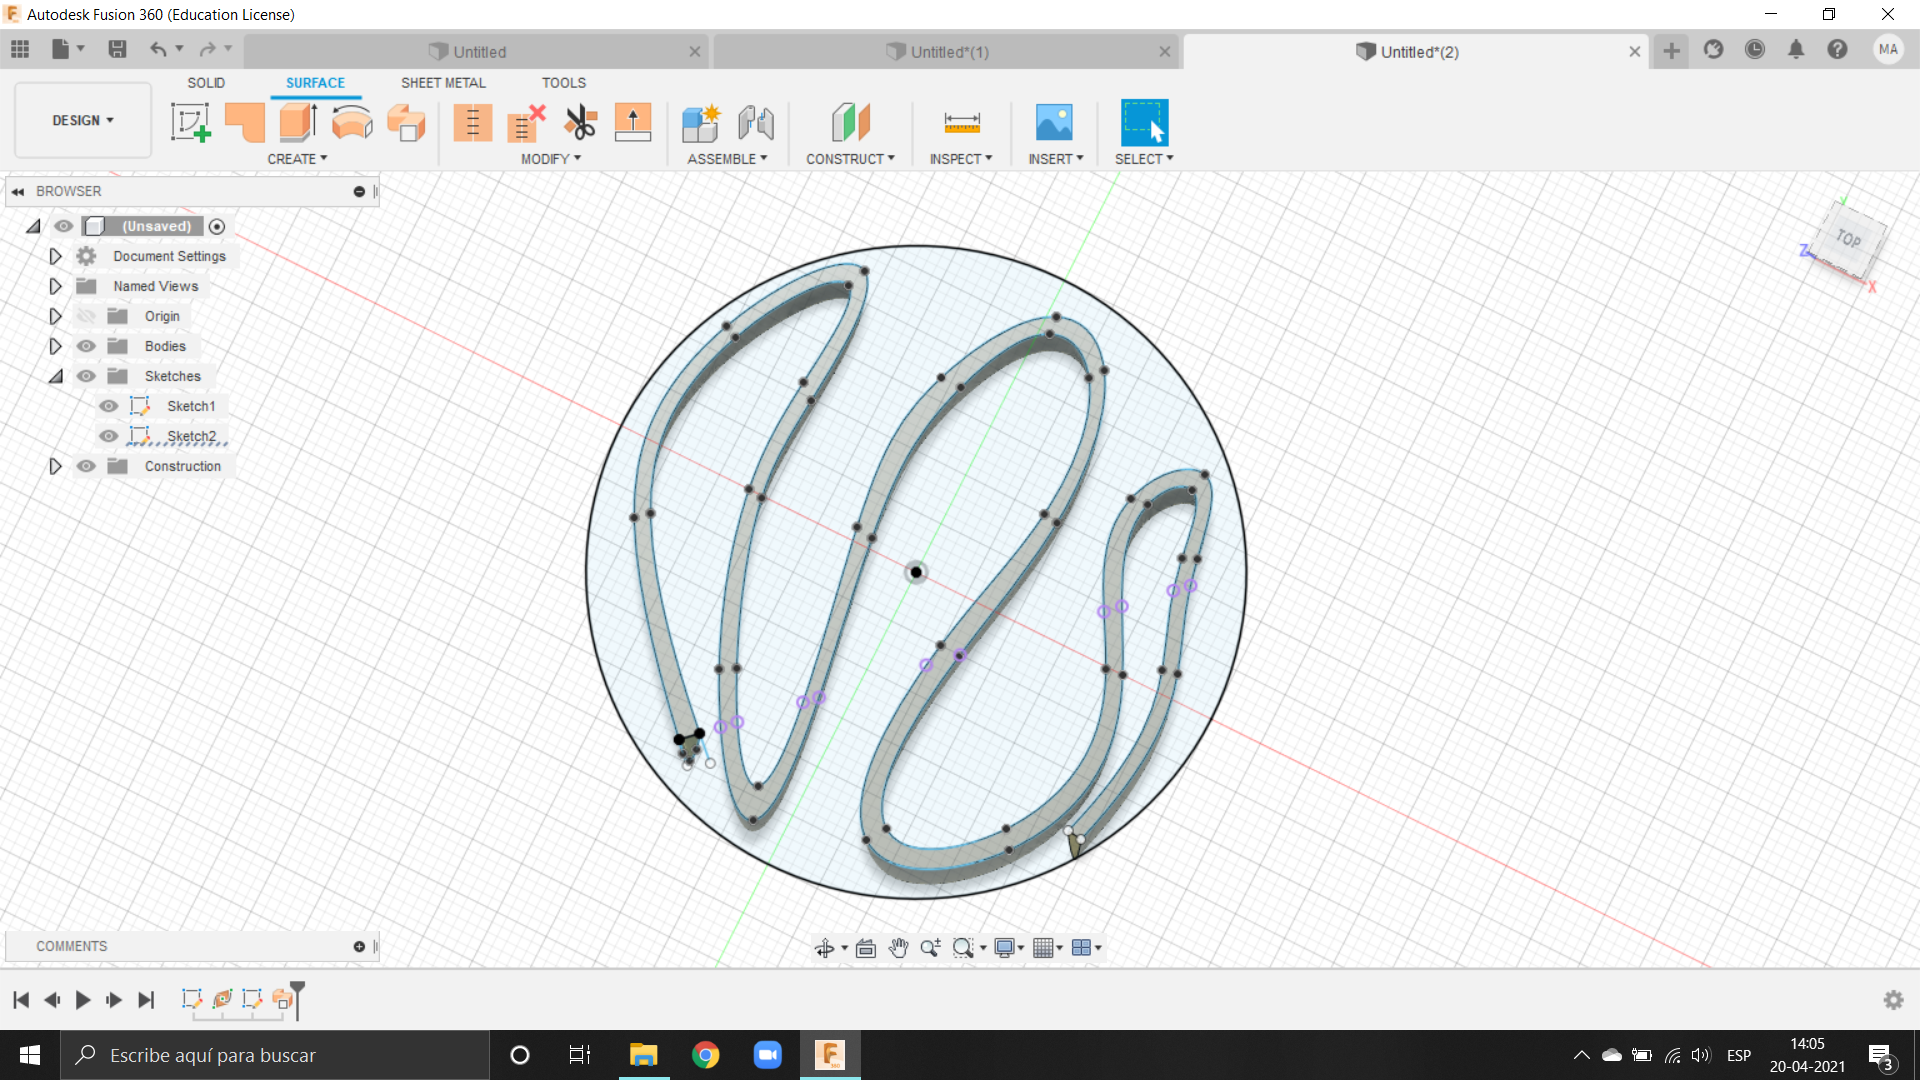 Autodesk Fusion 360 (Education License)
Untitled
Untitled*(1)
Untitled*(2)
MA
SOLID
SURFACE
SHEET METAL
TOOLS
DESIGN
CREATE
MODIFY
ASSEMBLE
CONSTRUCT
INSPECT
INSERT
SELECT
BROWSER
(Unsaved)
Document Settings
Named Views
Origin
Bodies
Sketches
Sketch1
Sketch2
Construction
TOP
Z
X
COMMENTS
Escribe aquí para buscar
ESP
14:05
20-04-2021
3